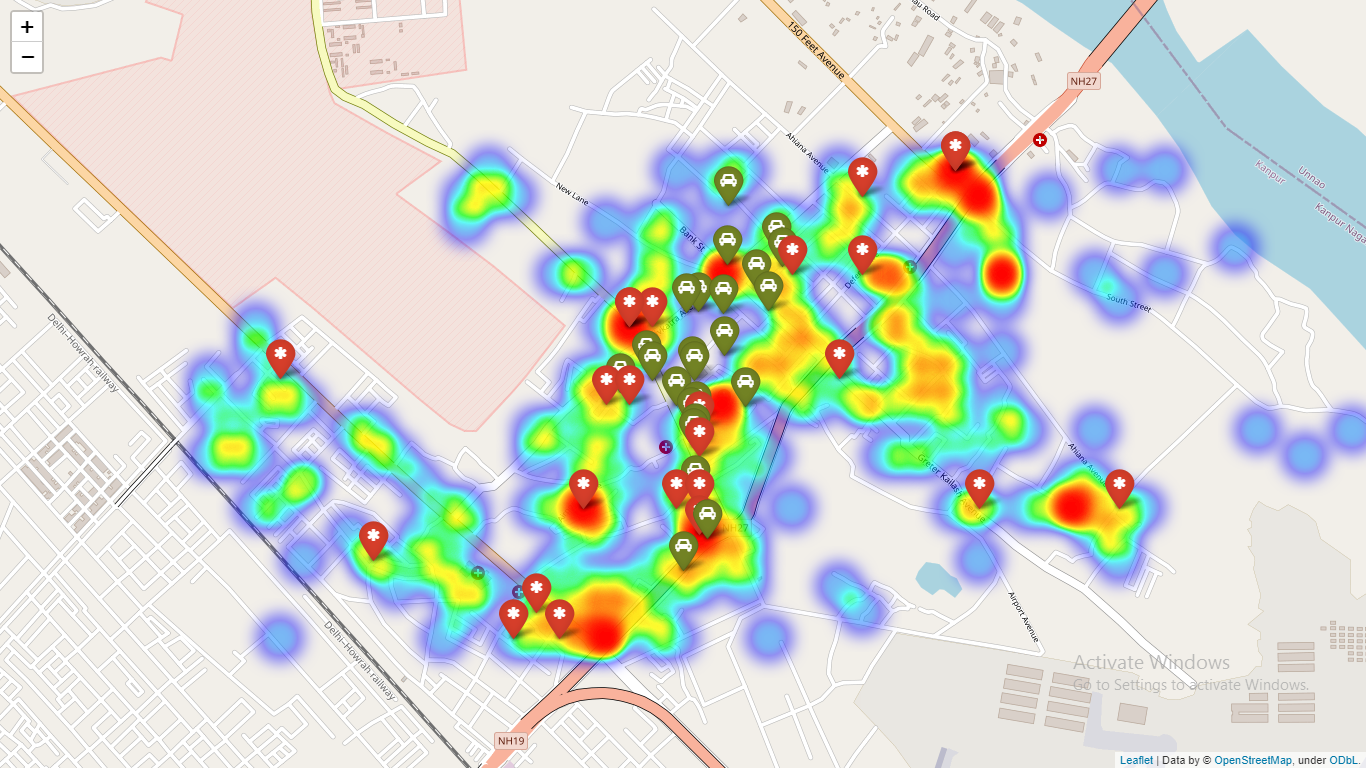 +
−
150 Feet Avenue
au Road
NH27
Ahiana Avenue
New Lane
Bank St
Unnao
Kanpur
Kanpur Naga
South Street
Delhi–Howrah railway
Ahiana Avenue
NH27
Airport Avenue
Delhi–Howrah railway
NH19
Activate Windows
Go to Settings to activate Windows.
Leaflet | Data by © OpenStreetMap, under ODbL.